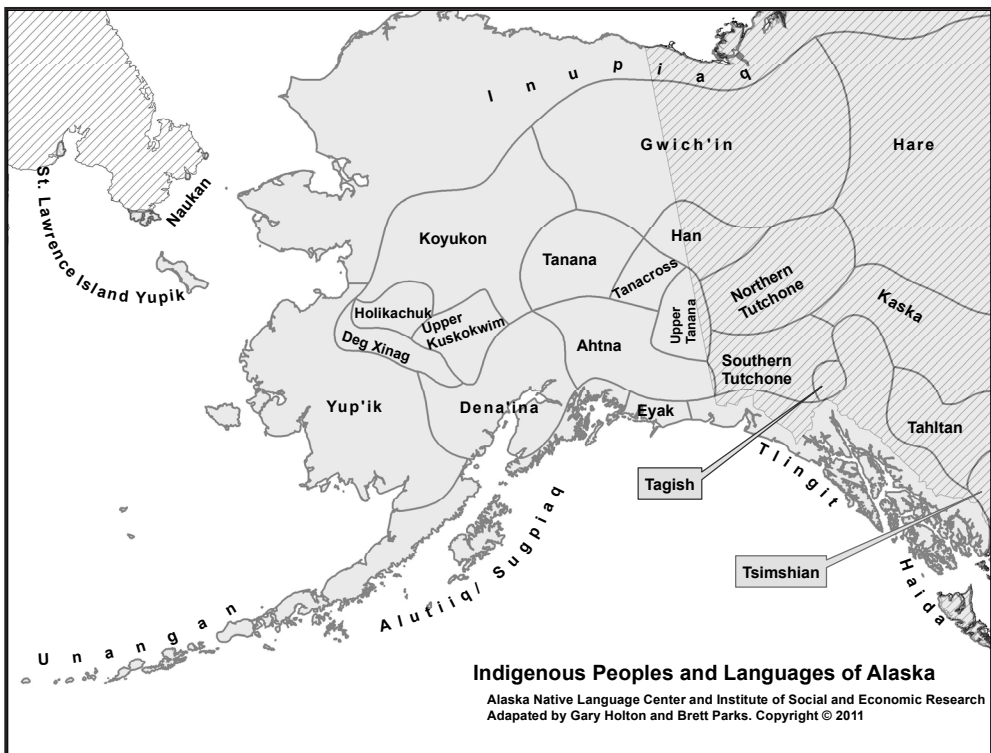 Inupiaq
Gwich'in
Hare
St. Lawrence Island Yupik
Naukan
Koyukon
Han
Tanana
Tanacross
Northern
Tutchone
Kaska
Holikachuk
Upper
Kuskokwim
Upper
Tanana
Deg Xinag
Ahtna
Southern
Tutchone
Yup'ik
Dena'ina
Eyak
Tahltan
Tagish
Tlingit
Alutiiq/ Sugpiaq
Tsimshian
Haida
Unangan
Indigenous Peoples and Languages of Alaska
Alaska Native Language Center and Institute of Social and Economic Research
Adapated by Gary Holton and Brett Parks. Copyright © 2011